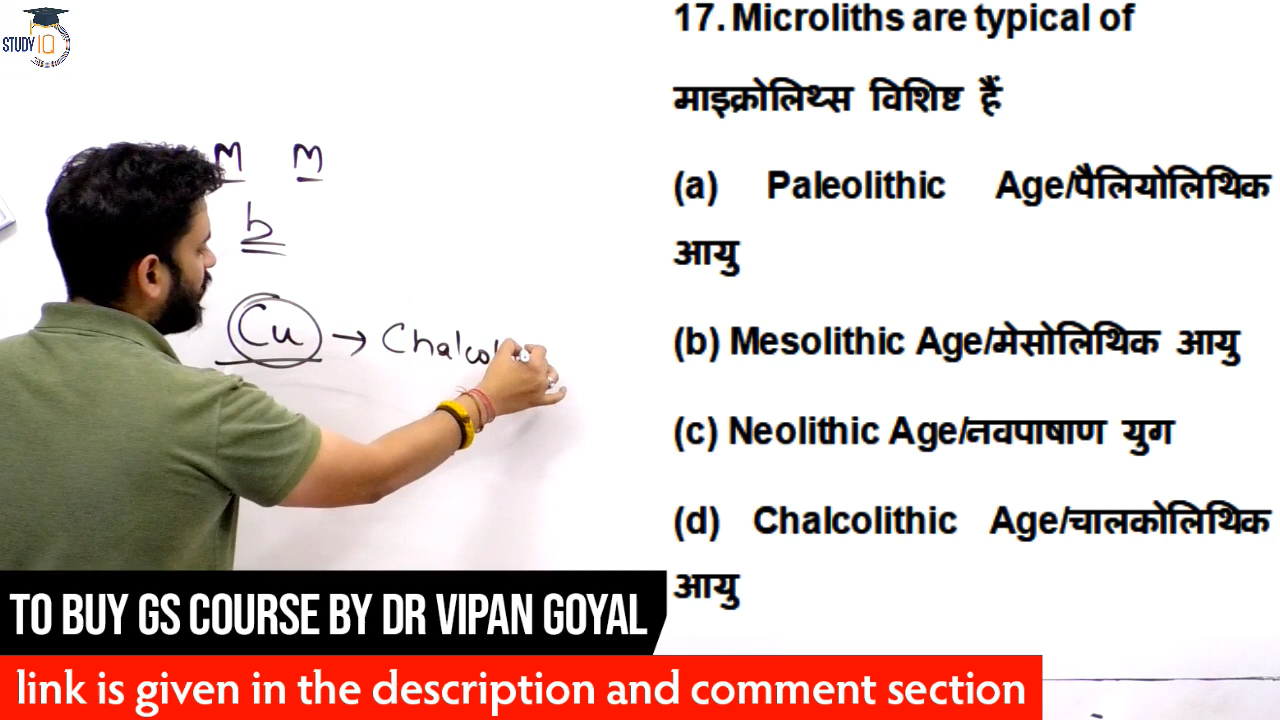 STUDY IQ
17. Microliths are typical of
माइक्रोलिथ्स विशिष्ट हैं
(a) Paleolithic Age/पैलियोलिथिक
आयु
(b) Mesolithic Age/मेसोलिथिक आयु
(c) Neolithic Age/नवपाषाण युग
(d) Chalcolithic Age/चालकोलिथिक
आयु
M m
b
Cu → Chalcol
TO BUY GS COURSE BY DR VIPAN GOYAL
link is given in the description and comment section